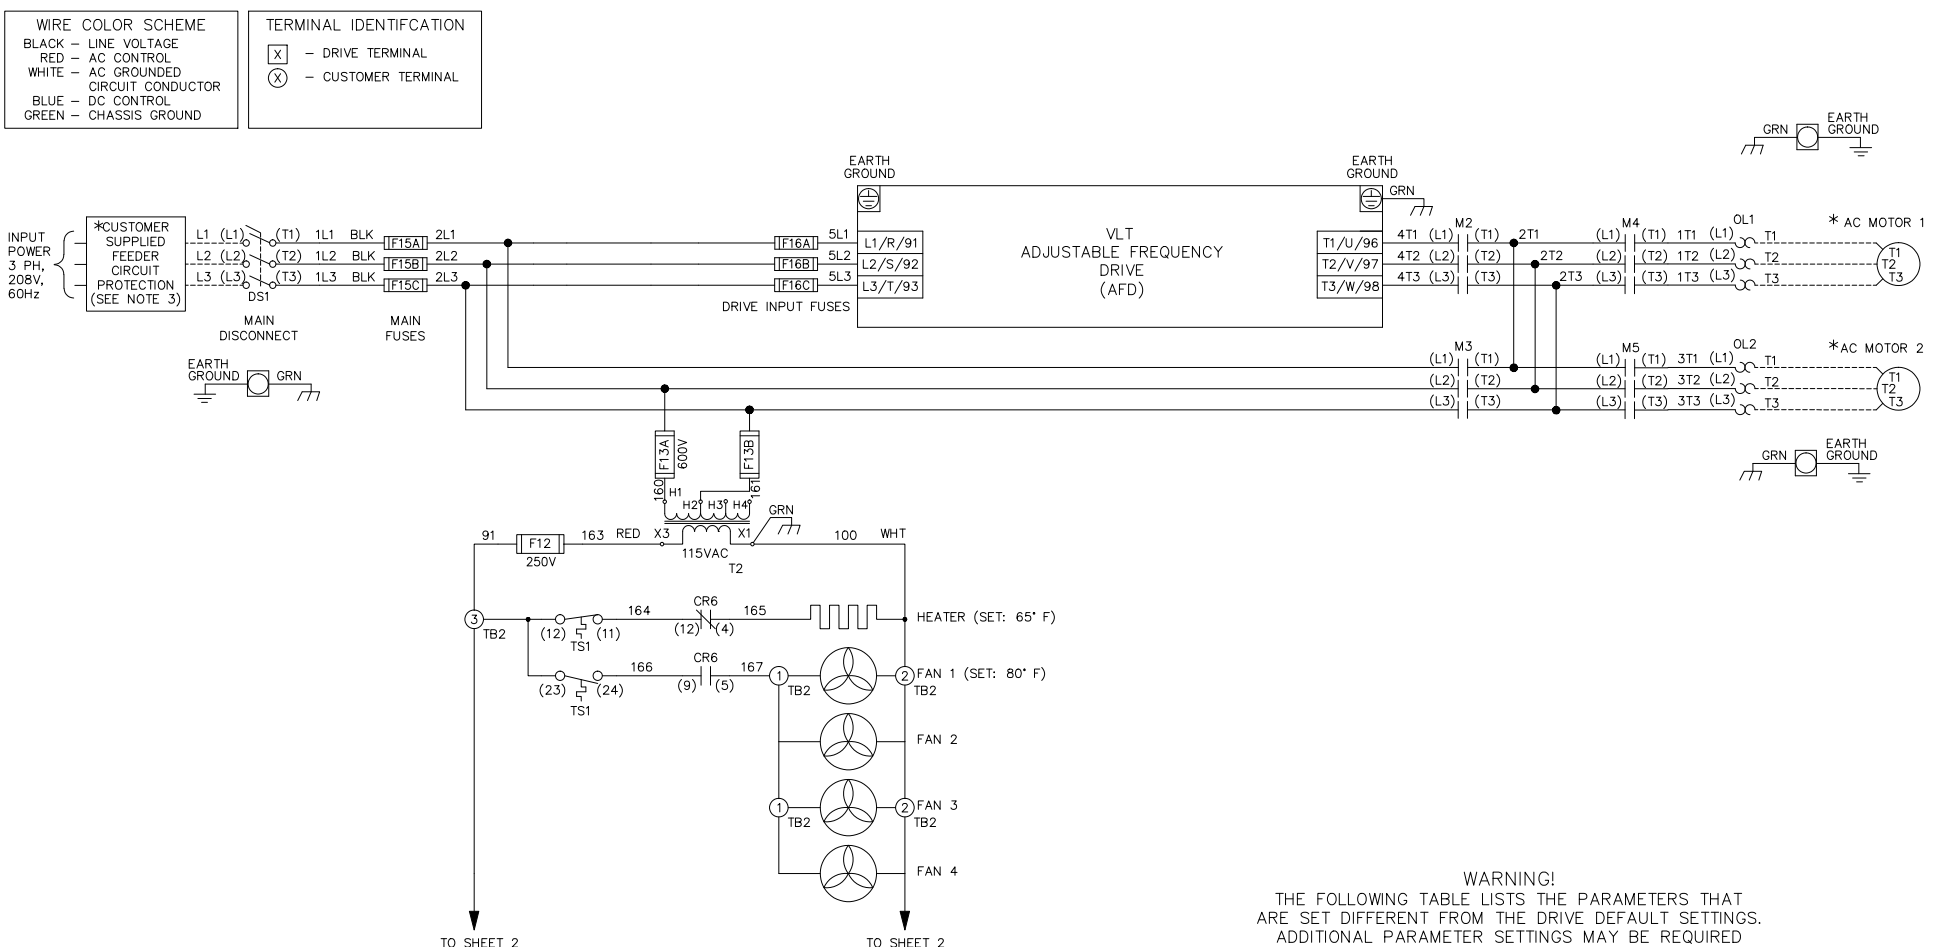 WIRE COLOR SCHEME
BLACK – LINE VOLTAGE
RED – AC CONTROL
WHITE – AC GROUNDED
CIRCUIT CONDUCTOR
BLUE – DC CONTROL
GREEN – CHASSIS GROUND
TERMINAL IDENTIFCATION
X – DRIVE TERMINAL
X – CUSTOMER TERMINAL
GRN
EARTH
GROUND
EARTH
GROUND
EARTH
GROUND
GRN
INPUT
POWER
3 PH,
208V,
60Hz
*CUSTOMER
SUPPLIED
FEEDER
CIRCUIT
PROTECTION
(SEE NOTE 3)
L1 (L1) (T1) 1L1 BLK F15A 2L1 F16A 5L1 L1/R/91
L2 (L2) (T2) 1L2 BLK F15B 2L2 F16B 5L2 L2/S/92
L3 (L3) (T3) 1L3 BLK F15C 2L3 F16C 5L3 L3/T/93
DS1
MAIN
DISCONNECT
MAIN
FUSES
DRIVE INPUT FUSES
VLT
ADJUSTABLE FREQUENCY
DRIVE
(AFD)
M2 M4 OL1 * AC MOTOR 1
T1/U/96 4T1 (L1) (T1) 2T1 (L1) (T1) 1T1 (L1) T1 T1
T2/V/97 4T2 (L2) (T2) 2T2 (L2) (T2) 1T2 (L2) T2 T2
T3/W/98 4T3 (L3) (T3) 2T3 (L3) (T3) 1T3 (L3) T3 T3
M3 M5 OL2 *AC MOTOR 2
(L1) (T1) (L1) (T1) 3T1 (L1) T1 T1
(L2) (T2) (L2) (T2) 3T2 (L2) T2 T2
(L3) (T3) (L3) (T3) 3T3 (L3) T3 T3
EARTH
GROUND
GRN
GRN
EARTH
GROUND
F13A
600V
F13B
160
H1
H2
H3
H4
161
GRN
91 F12 163 RED X3 X1 100 WHT
250V
115VAC
T2
3
TB2
(12) (11)
TS1
164
CR6
(12) (4)
165
HEATER (SET: 65° F)
(23) (24)
TS1
166
CR6
(9) (5)
167
1
TB2
2
TB2
FAN 1 (SET: 80° F)
FAN 2
1
TB2
2
TB2
FAN 3
FAN 4
TO SHEET 2
TO SHEET 2
WARNING!
THE FOLLOWING TABLE LISTS THE PARAMETERS THAT
ARE SET DIFFERENT FROM THE DRIVE DEFAULT SETTINGS.
ADDITIONAL PARAMETER SETTINGS MAY BE REQUIRED